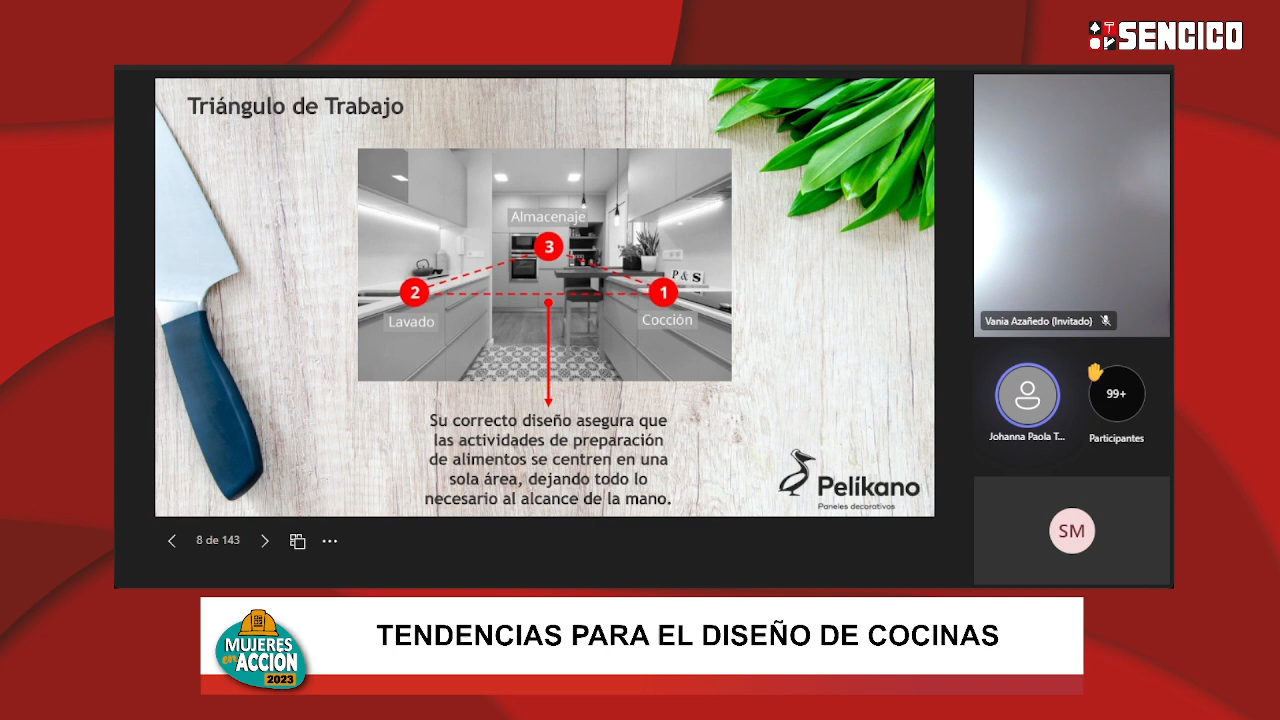 SENCICO
Triángulo de Trabajo
Almacenaje
3
P & S
2
1
Lavado
Cocción
Su correcto diseño asegura que
las actividades de preparación
de alimentos se centren en una
sola área, dejando todo lo
necesario al alcance de la mano.
Pelíkano
Paneles decorativos
8 de 143
Vania Azañedo (Invitado)
99+
Johanna Paola T...
Participantes
SM
MUJERES
en ACCIÓN
2023
TENDENCIAS PARA EL DISEÑO DE COCINAS